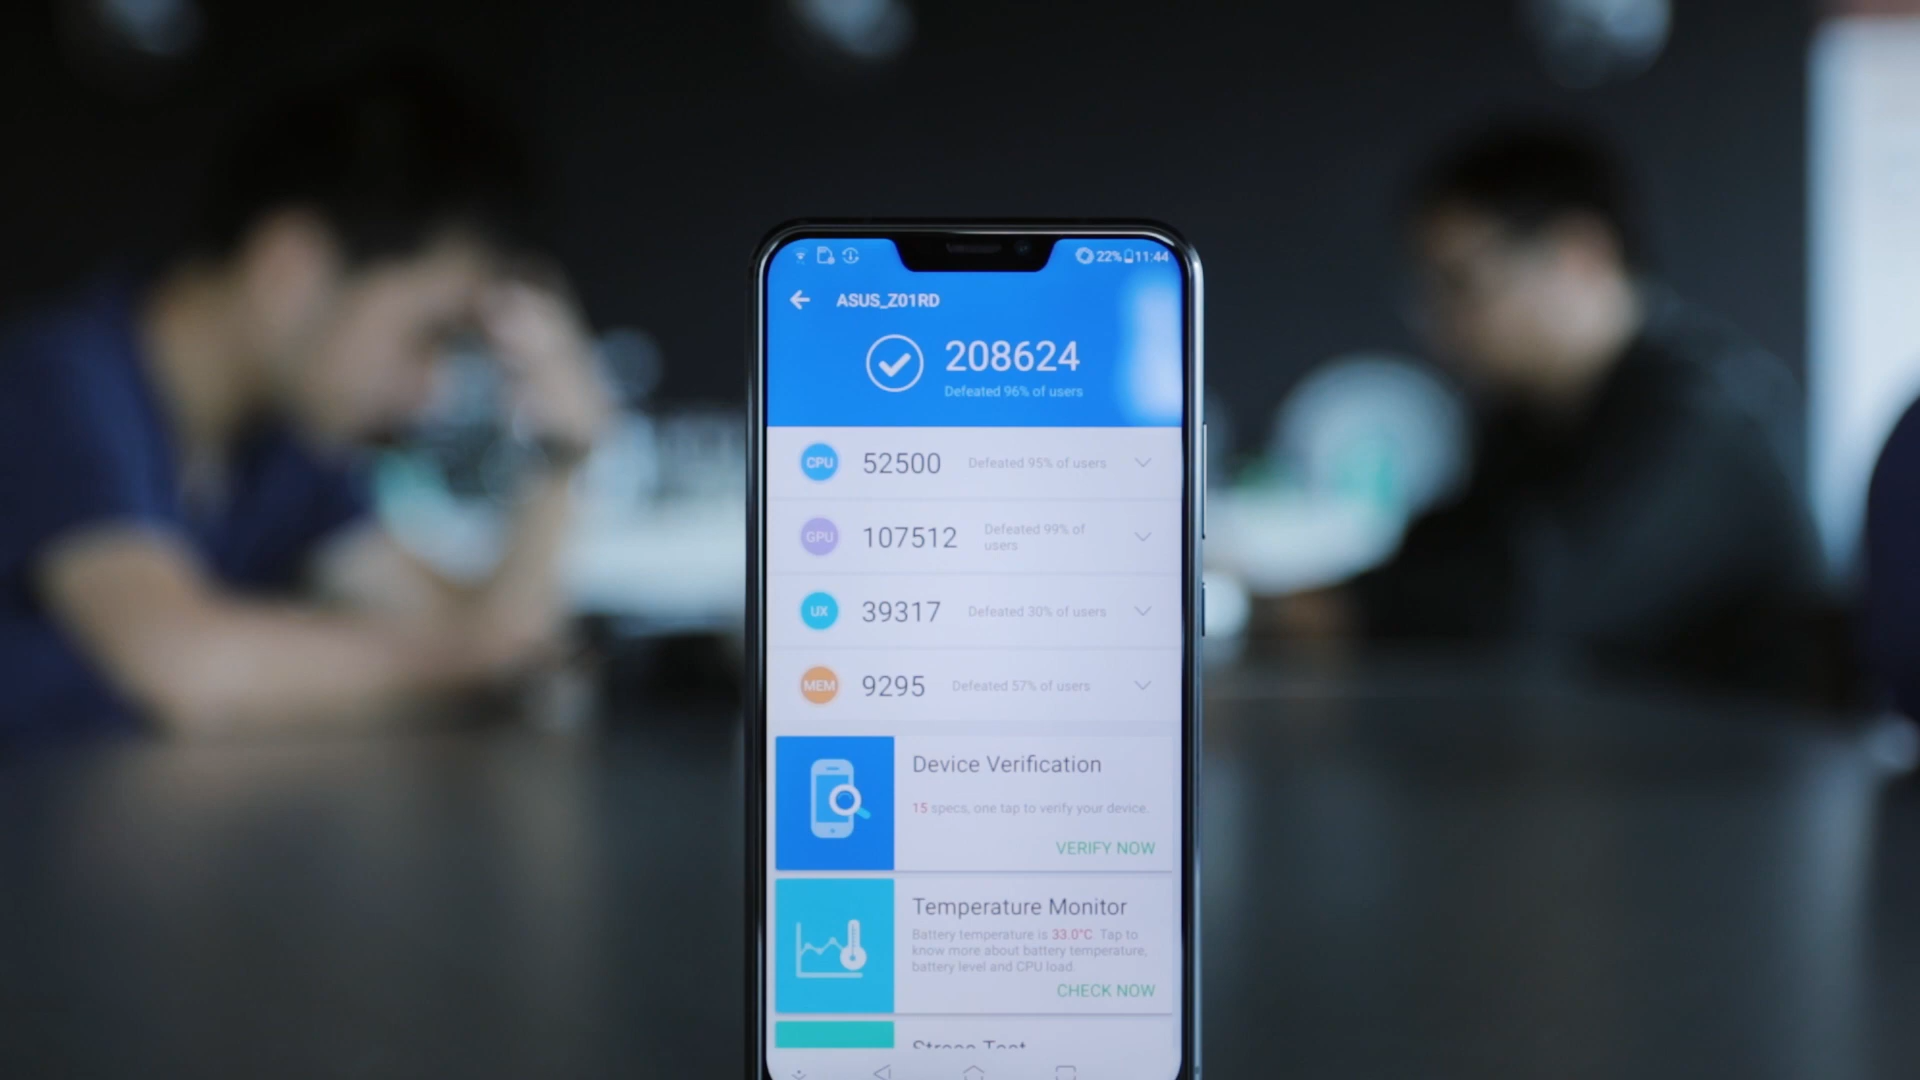 22% 11:44
ASUS_Z01RD
208624
Defeated 96% of users
CPU 52500 Defeated 95% of users
GPU 107512 Defeated 99% of
users
UX 39317 Defeated 30% of users
MEM 9295 Defeated 57% of users
Device Verification
15 specs, one tap to verify your device.
VERIFY NOW
Temperature Monitor
Battery temperature is 33.0°C. Tap to
know more about battery temperature,
battery level and CPU load.
CHECK NOW
Stress Test